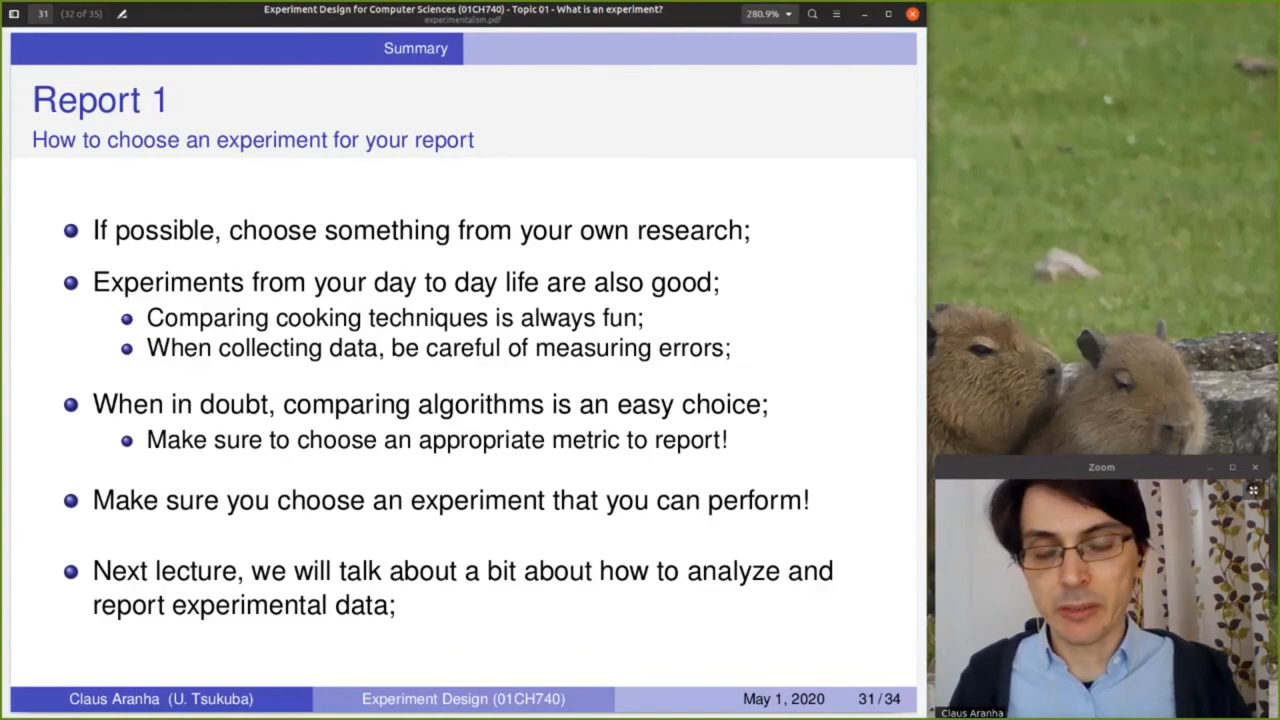 31 (32 of 35) Experiment Design for Computer Sciences (01CH740) - Topic 01 - What is an experiment? 280.9%
experimentalism.pdf
Summary
Report 1
How to choose an experiment for your report
If possible, choose something from your own research;
Experiments from your day to day life are also good;
Comparing cooking techniques is always fun;
When collecting data, be careful of measuring errors;
When in doubt, comparing algorithms is an easy choice;
Make sure to choose an appropriate metric to report!
Make sure you choose an experiment that you can perform!
Next lecture, we will talk about a bit about how to analyze and
report experimental data;
Claus Aranha (U. Tsukuba) Experiment Design (01CH740) May 1, 2020 31/34
Zoom
Claus Aranha